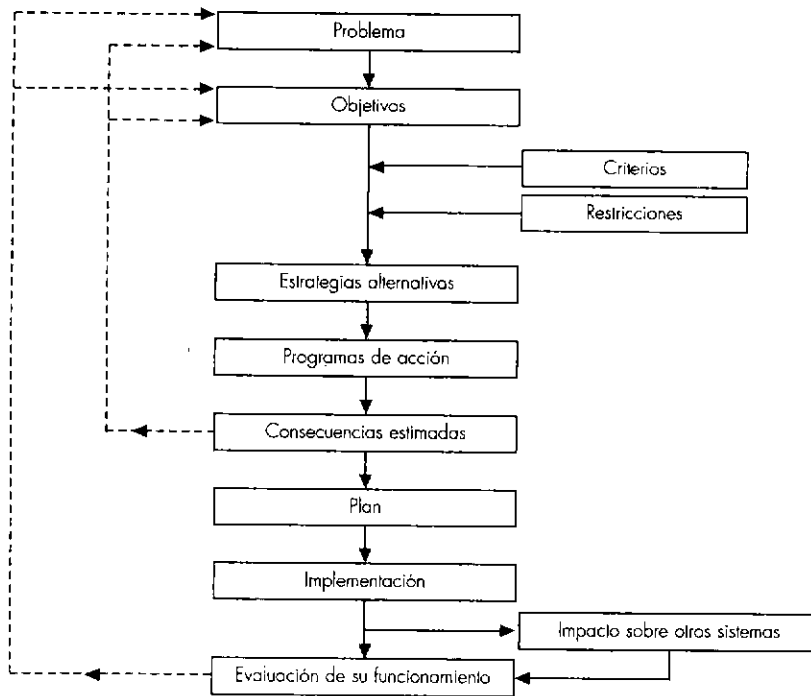 Problema
Objetivos
Criterios
Restricciones
Estrategias alternativas
Programas de acción
Consecuencias estimadas
Plan
Implementación
Impacto sobre otros sistemas
Evaluación de su funcionamiento